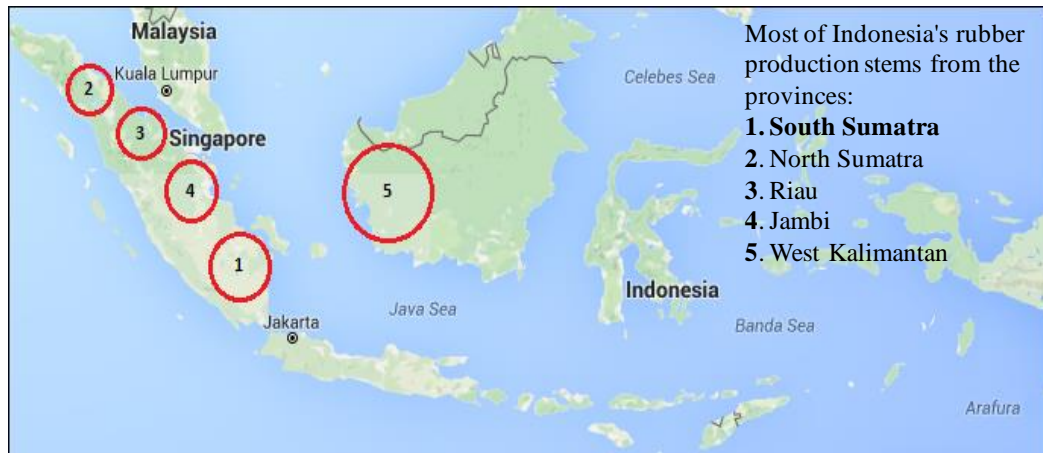 Malaysia
Kuala Lumpur
2
3
Singapore
4
5
1
Jakarta
Java Sea
Celebes Sea
Indonesia
Banda Sea
Arafura
Most of Indonesia's rubber
production stems from the
provinces:
1. South Sumatra
2. North Sumatra
3. Riau
4. Jambi
5. West Kalimantan